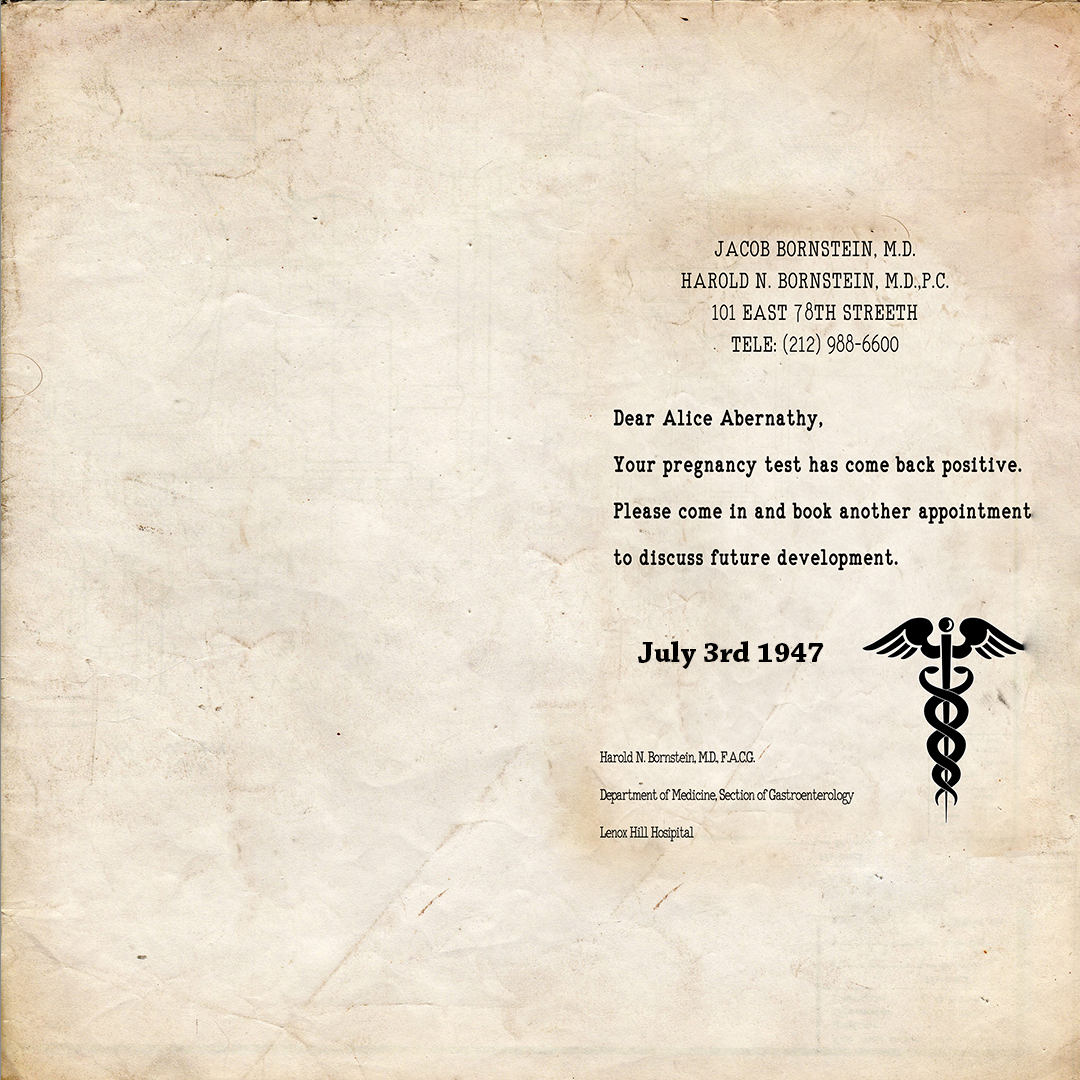 JACOB BORNSTEIN, M.D.
HAROLD N. BORNSTEIN, M.D.,P.C.
101 EAST 78TH STREETH
TELE: (212) 988-6600
Dear Alice Abernathy,
Your pregnancy test has come back positive.
Please come in and book another appointment
to discuss future development.
July 3rd 1947
Harold N. Bornstein, M.D., F.A.C.G.
Department of Medicine, Section of Gastroenterology
Lenox Hill Hosipital